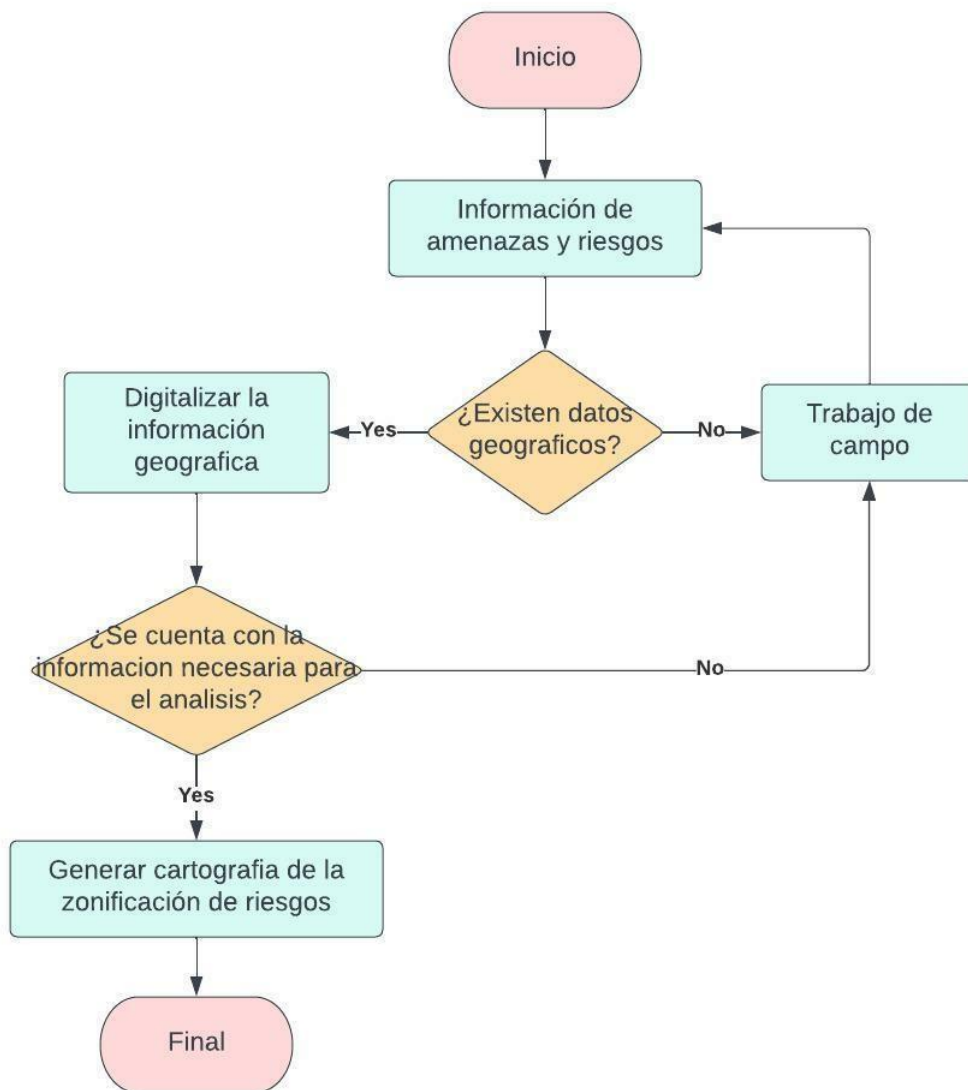 Inicio
Información de
amenazas y riesgos
¿Existen datos
geograficos?
Yes
No
Digitalizar la
información
geografica
Trabajo de
campo
¿Se cuenta con la
informacion necesaria para
el analisis?
No
Yes
Generar cartografia de la
zonificación de riesgos
Final